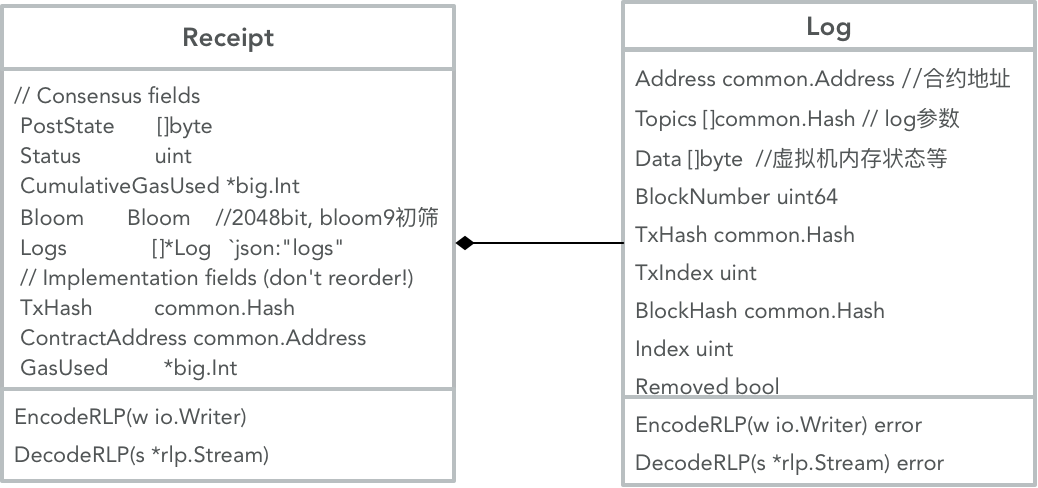 Receipt
// Consensus fields
PostState []byte
Status uint
CumulativeGasUsed *big.Int
Bloom Bloom //2048bit, bloom9初筛
Logs []*Log `json:"logs"
// Implementation fields (don't reorder!)
TxHash common.Hash
ContractAddress common.Address
GasUsed *big.Int
EncodeRLP(w io.Writer)
DecodeRLP(s *rlp.Stream)
Log
Address common.Address //合约地址
Topics []common.Hash // log参数
Data []byte //虚拟机内存状态等
BlockNumber uint64
TxHash common.Hash
TxIndex uint
BlockHash common.Hash
Index uint
Removed bool
EncodeRLP(w io.Writer) error
DecodeRLP(s *rlp.Stream) error